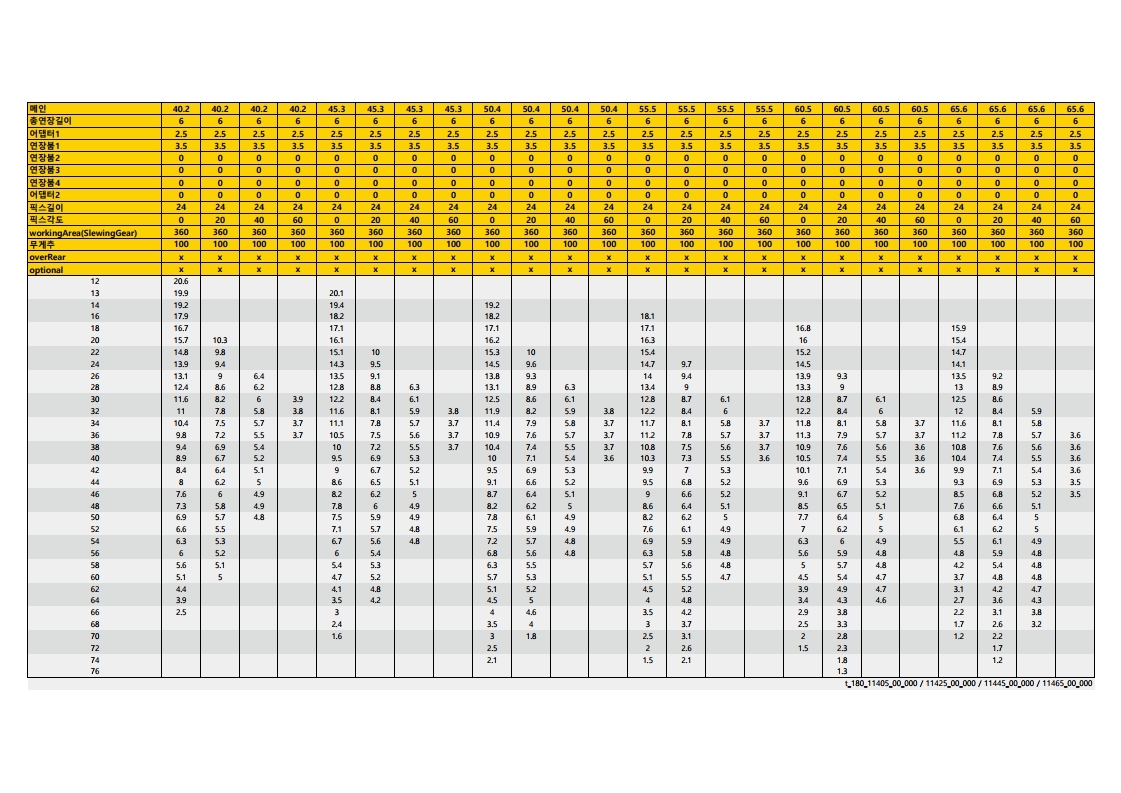 메인 40.2 40.2 40.2 40.2 45.3 45.3 45.3 45.3 50.4 50.4 50.4 50.4 55.5 55.5 55.5 55.5 60.5 60.5 60.5 60.5 65.6 65.6 65.6 65.6
총연장길이 6 6 6 6 6 6 6 6 6 6 6 6 6 6 6 6 6 6 6 6 6 6 6 6
어댑터1 2.5 2.5 2.5 2.5 2.5 2.5 2.5 2.5 2.5 2.5 2.5 2.5 2.5 2.5 2.5 2.5 2.5 2.5 2.5 2.5 2.5 2.5 2.5 2.5
연장붐1 3.5 3.5 3.5 3.5 3.5 3.5 3.5 3.5 3.5 3.5 3.5 3.5 3.5 3.5 3.5 3.5 3.5 3.5 3.5 3.5 3.5 3.5 3.5 3.5
연장붐2 0 0 0 0 0 0 0 0 0 0 0 0 0 0 0 0 0 0 0 0 0 0 0 0
연장붐3 0 0 0 0 0 0 0 0 0 0 0 0 0 0 0 0 0 0 0 0 0 0 0 0
연장붐4 0 0 0 0 0 0 0 0 0 0 0 0 0 0 0 0 0 0 0 0 0 0 0 0
어댑터2 0 0 0 0 0 0 0 0 0 0 0 0 0 0 0 0 0 0 0 0 0 0 0 0
픽스길이 24 24 24 24 24 24 24 24 24 24 24 24 24 24 24 24 24 24 24 24 24 24 24 24
픽스각도 0 20 40 60 0 20 40 60 0 20 40 60 0 20 40 60 0 20 40 60 0 20 40 60
workingArea(SlewingGear) 360 360 360 360 360 360 360 360 360 360 360 360 360 360 360 360 360 360 360 360 360 360 360 360
무게추 100 100 100 100 100 100 100 100 100 100 100 100 100 100 100 100 100 100 100 100 100 100 100 100
overRear x x x x x x x x x x x x x x x x x x x x x x x x
optional x x x x x x x x x x x x x x x x x x x x x x x x
12 20.6
13 19.9 20.1
14 19.2 19.4 19.2
16 17.9 18.2 18.2 18.1
18 16.7 17.1 17.1 17.1 16.8 15.9
20 15.7 10.3 16.1 16.2 16.3 16 15.4
22 14.8 9.8 15.1 10 15.3 10 15.4 15.2 14.7
24 13.9 9.4 14.3 9.5 14.5 9.6 14.7 9.7 14.5 14.1
26 13.1 9 6.4 13.5 9.1 13.8 9.3 14 9.4 13.9 9.3 13.5 9.2
28 12.4 8.6 6.2 12.8 8.8 6.3 13.1 8.9 6.3 13.4 9 13.3 9 13 8.9
30 11.6 8.2 6 3.9 12.2 8.4 6.1 12.5 8.6 6.1 12.8 8.7 6.1 12.8 8.7 6.1 12.5 8.6
32 11 7.8 5.8 3.8 11.6 8.1 5.9 3.8 11.9 8.2 5.9 3.8 12.2 8.4 6 12.2 8.4 6 12 8.4 5.9
34 10.4 7.5 5.7 3.7 11.1 7.8 5.7 3.7 11.4 7.9 5.8 3.7 11.7 8.1 5.8 3.7 11.8 8.1 5.8 3.7 11.6 8.1 5.8
36 9.8 7.2 5.5 3.7 10.5 7.5 5.6 3.7 10.9 7.6 5.7 3.7 11.2 7.8 5.7 3.7 11.3 7.9 5.7 3.7 11.2 7.8 5.7 3.6
38 9.4 6.9 5.4 10 7.2 5.5 3.7 10.4 7.4 5.5 3.7 10.8 7.5 5.6 3.7 10.9 7.6 5.6 3.6 10.8 7.6 5.6 3.6
40 8.9 6.7 5.2 9.5 6.9 5.3 10 7.1 5.4 3.6 10.3 7.3 5.5 3.6 10.5 7.4 5.5 3.6 10.4 7.4 5.5 3.6
42 8.4 6.4 5.1 9 6.7 5.2 9.5 6.9 5.3 9.9 7 5.3 10.1 7.1 5.4 3.6 9.9 7.1 5.4 3.6
44 8 6.2 5 8.6 6.5 5.1 9.1 6.6 5.2 9.5 6.8 5.2 9.6 6.9 5.3 9.3 6.9 5.3 3.5
46 7.6 6 4.9 8.2 6.2 5 8.7 6.4 5.1 9 6.6 5.2 9.1 6.7 5.2 8.5 6.8 5.2 3.5
48 7.3 5.8 4.9 7.8 6 4.9 8.2 6.2 5 8.6 6.4 5.1 8.5 6.5 5.1 7.6 6.6 5.1
50 6.9 5.7 4.8 7.5 5.9 4.9 7.8 6.1 4.9 8.2 6.2 5 7.7 6.4 5 6.8 6.4 5
52 6.6 5.5 7.1 5.7 4.8 7.5 5.9 4.9 7.6 6.1 4.9 7 6.2 5 6.1 6.2 5
54 6.3 5.3 6.7 5.6 4.8 7.2 5.7 4.8 6.9 5.9 4.9 6.3 6 4.9 5.5 6.1 4.9
56 6 5.2 6 5.4 6.8 5.6 4.8 6.3 5.8 4.8 5.6 5.9 4.8 4.8 5.9 4.8
58 5.6 5.1 5.4 5.3 6.3 5.5 5.7 5.6 4.8 5 5.7 4.8 4.2 5.4 4.8
60 5.1 5 4.7 5.2 5.7 5.3 5.1 5.5 4.7 4.5 5.4 4.7 3.7 4.8 4.8
62 4.4 4.1 4.8 5.1 5.2 4.5 5.2 3.9 4.9 4.7 3.1 4.2 4.7
64 3.9 3.5 4.2 4.5 5 4 4.8 3.4 4.3 4.6 2.7 3.6 4.3
66 2.5 3 4 4.6 3.5 4.2 2.9 3.8 2.2 3.1 3.8
68 2.4 3.5 4 3 3.7 2.5 3.3 1.7 2.6 3.2
70 1.6 3 1.8 2.5 3.1 2 2.8 1.2 2.2
72 2.5 2 2.6 1.5 2.3 1.7
74 2.1 1.5 2.1 1.8 1.2
76 1.3
t_180_11405_00_000 / 11425_00_000 / 11445_00_000 / 11465_00_000